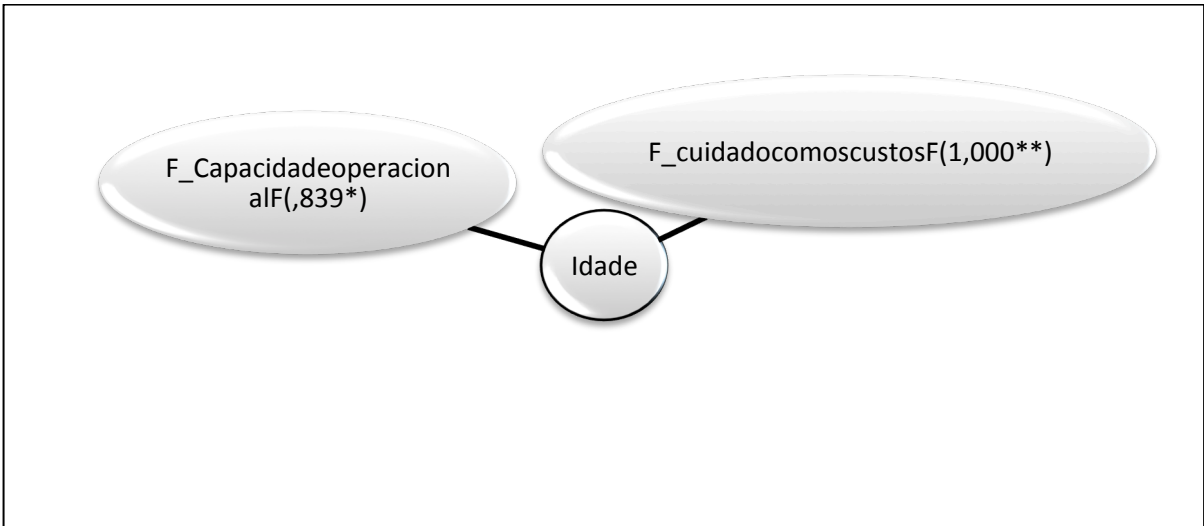 F_Capacidadeoperacion
alF(,839*)
F_cuidadocomoscustosF(1,000**)
Idade